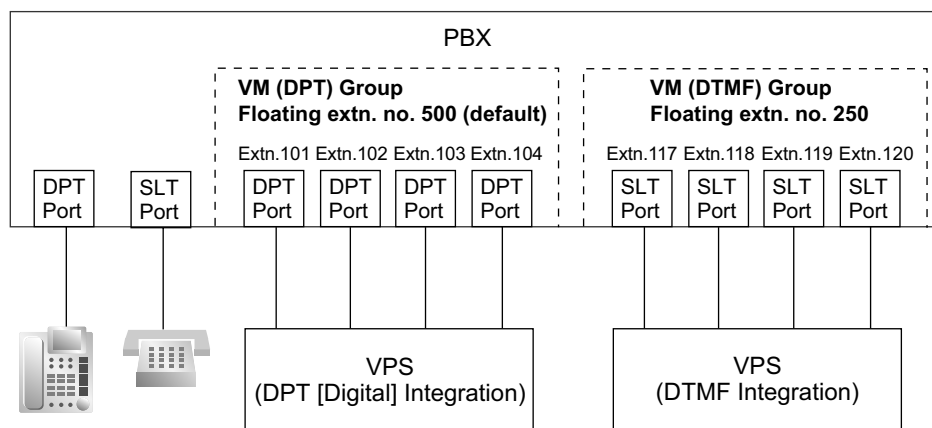 PBX
VM (DPT) Group
Floating extn. no. 500 (default)
VM (DTMF) Group
Floating extn. no. 250
Extn.101 Extn.102 Extn.103 Extn.104
Extn.117 Extn.118 Extn.119 Extn.120
DPT
Port
SLT
Port
DPT
Port
DPT
Port
DPT
Port
DPT
Port
SLT
Port
SLT
Port
SLT
Port
SLT
Port
VPS
(DPT [Digital] Integration)
VPS
(DTMF Integration)